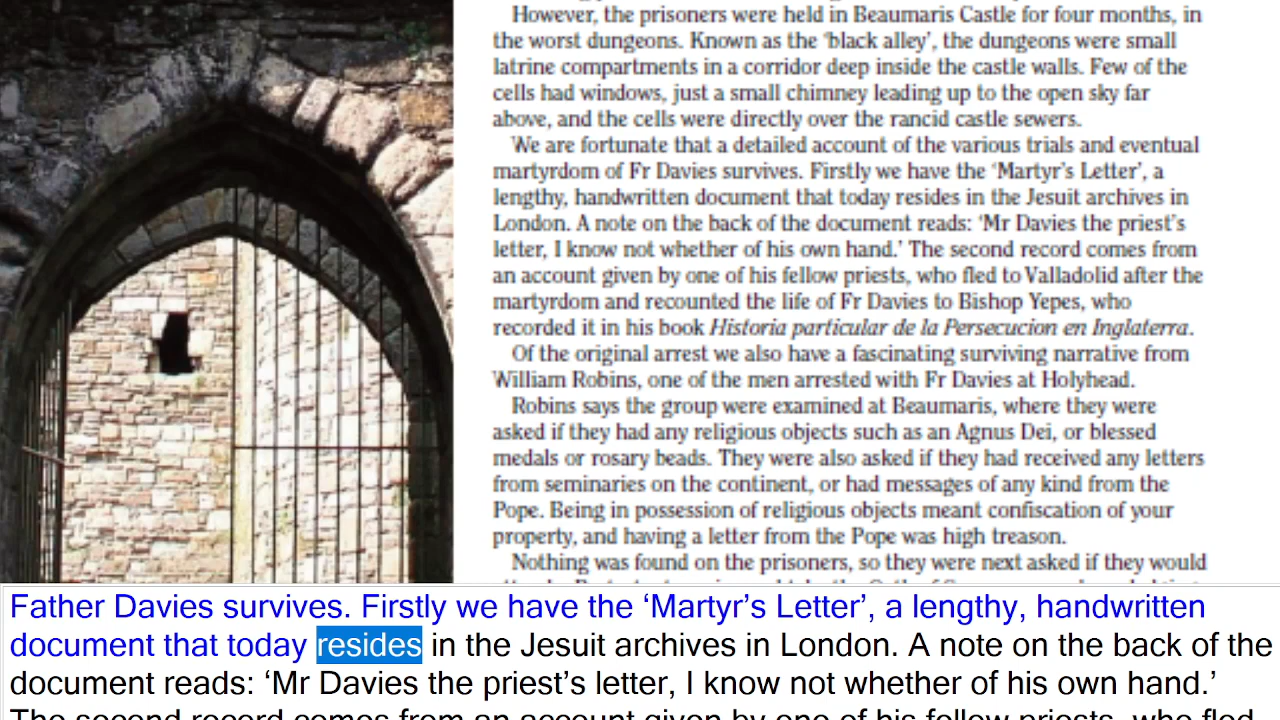 However, the prisoners were held in Beaumaris Castle for four months, in
the worst dungeons. Known as the ‘black alley’, the dungeons were small
latrine compartments in a corridor deep inside the castle walls. Few of the
cells had windows, just a small chimney leading up to the open sky far
above, and the cells were directly over the rancid castle sewers.
We are fortunate that a detailed account of the various trials and eventual
martyrdom of Fr Davies survives. Firstly we have the ‘Martyr’s Letter’, a
lengthy, handwritten document that today resides in the Jesuit archives in
London. A note on the back of the document reads: ‘Mr Davies the priest’s
letter, I know not whether of his own hand.’ The second record comes from
an account given by one of his fellow priests, who fled to Valladolid after the
martyrdom and recounted the life of Fr Davies to Bishop Yepes, who
recorded it in his book Historia particular de la Persecucion en Inglaterra.
Of the original arrest we also have a fascinating surviving narrative from
William Robins, one of the men arrested with Fr Davies at Holyhead.
Robins says the group were examined at Beaumaris, where they were
asked if they had any religious objects such as an Agnus Dei, or blessed
medals or rosary beads. They were also asked if they had received any letters
from seminaries on the continent, or had messages of any kind from the
Pope. Being in possession of religious objects meant confiscation of your
property, and having a letter from the Pope was high treason.
Nothing was found on the prisoners, so they were next asked if they would
Father Davies survives. Firstly we have the ‘Martyr’s Letter’, a lengthy, handwritten
document that today resides in the Jesuit archives in London. A note on the back of the
document reads: ‘Mr Davies the priest’s letter, I know not whether of his own hand.’
The second record comes from an account given by one of his fellow priests, who fled